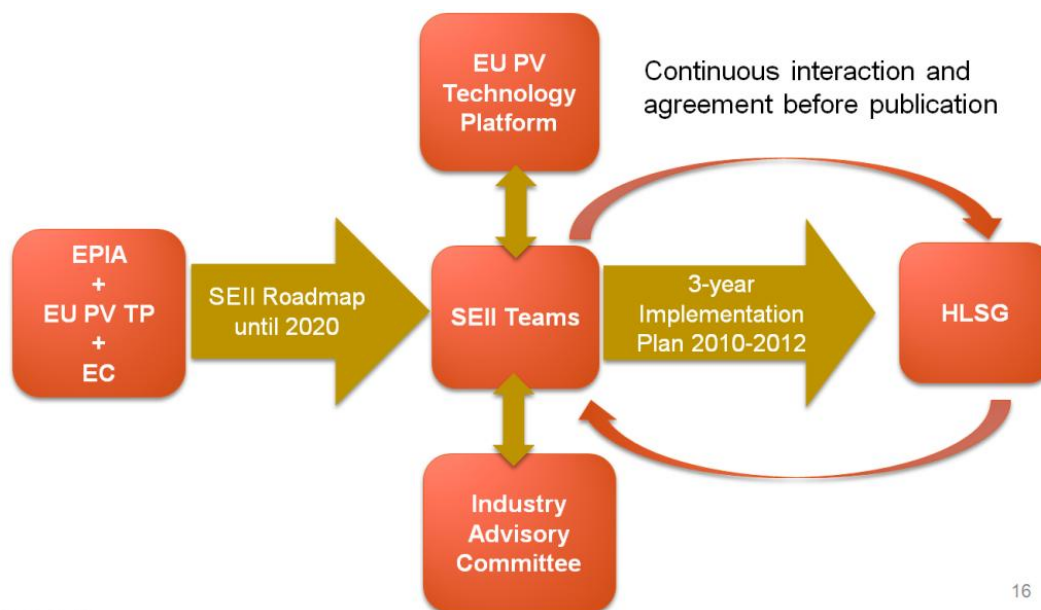 EU PV
Technology
Platform
Continuous interaction and
agreement before publication
EPIA
+
EU PV TP
+
EC
SEII Roadmap
until 2020
SEII Teams
3-year
Implementation
Plan 2010-2012
HLSG
Industry
Advisory
Committee
16